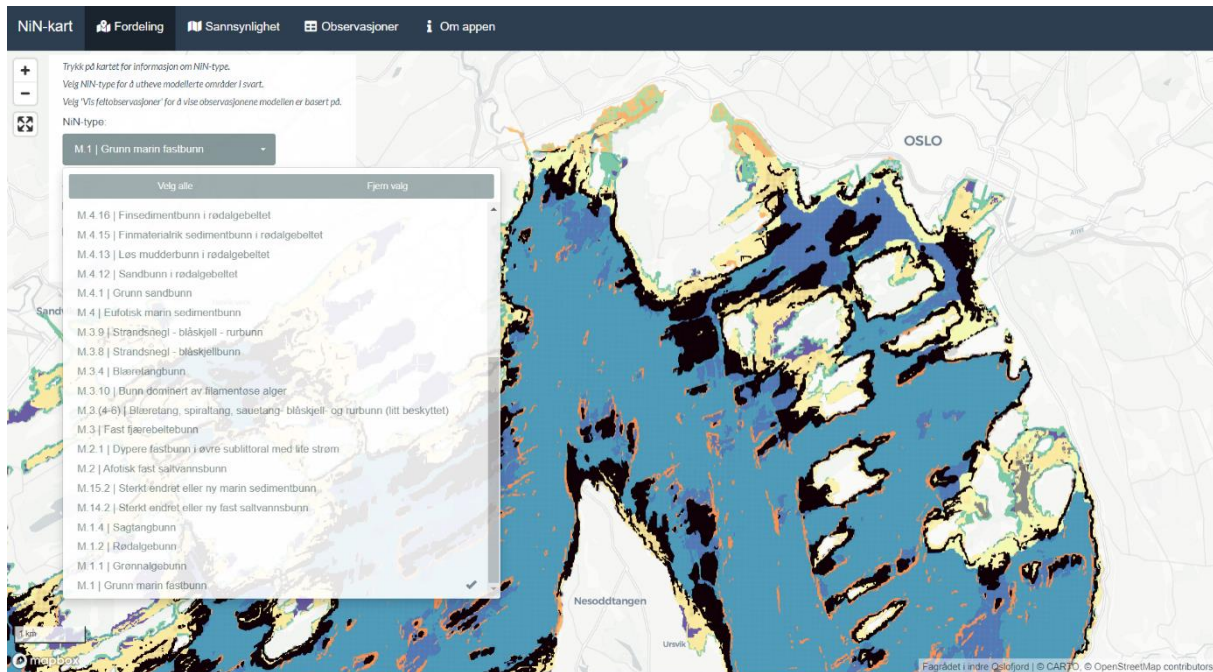 NiN-kart Fordeling Sannsynlighet Observasjoner Om appen
Trykk på kartet for informasjon om NiN-type.
Velg NiN-type for å utheve modellerte områder i svart.
Velg 'Vis feltobservasjoner' for å vise observasjonene modellen er basert på.
NiN-type:
M.1 | Grunn marin fastbunn
Velg alle Fjern valg
M.4.16 | Finsedimentbunn i rødalgebeltet
M.4.15 | Finmaterialrik sedimentbunn i rødalgebeltet
M.4.13 | Løs mudderbunn i rødalgebeltet
M.4.12 | Sandbunn i rødalgebeltet
M.4.1 | Grunn sandbunn
M.4 | Eufotisk marin sedimentbunn
M.3.9 | Strandsnegl - blåskjell - rurbunn
M.3.8 | Strandsnegl - blåskjellbunn
M.3.4 | Blæretangbunn
M.3.10 | Bunn dominert av filamentøse alger
M.3.(4-6) | Blæretang, spiraltang, sauetang- blåskjell- og rurbunn (litt beskyttet)
M.3 | Fast fjærebeltebunn
M.2.1 | Dypere fastbunn i øvre sublittoral med lite strøm
M.2 | Afotisk fast saltvannsbunn
M.15.2 | Sterkt endret eller ny marin sedimentbunn
M.14.2 | Sterkt endret eller ny fast saltvannsbunn
M.1.4 | Sagtangbunn
M.1.2 | Rødalgebunn
M.1.1 | Grønnalgebunn
M.1 | Grunn marin fastbunn
OSLO
Alna
Sand
Nesoddtangen
Ursvik
1 km
mapbox
Fagrådet i indre Oslofjord | © CARTO, © OpenStreetMap contributors